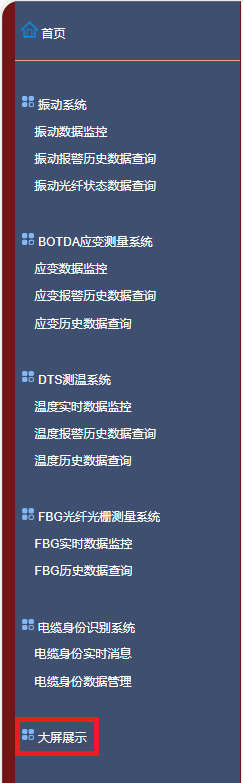 首页
振动系统
振动数据监控
振动报警历史数据查询
振动光纤状态数据查询
BOTDA应变测量系统
应变数据监控
应变报警历史数据查询
应变历史数据查询
DTS测温系统
温度实时数据监控
温度报警历史数据查询
温度历史数据查询
FBG光纤光栅测量系统
FBG实时数据监控
FBG历史数据查询
电缆身份识别系统
电缆身份实时消息
电缆身份数据管理
大屏展示